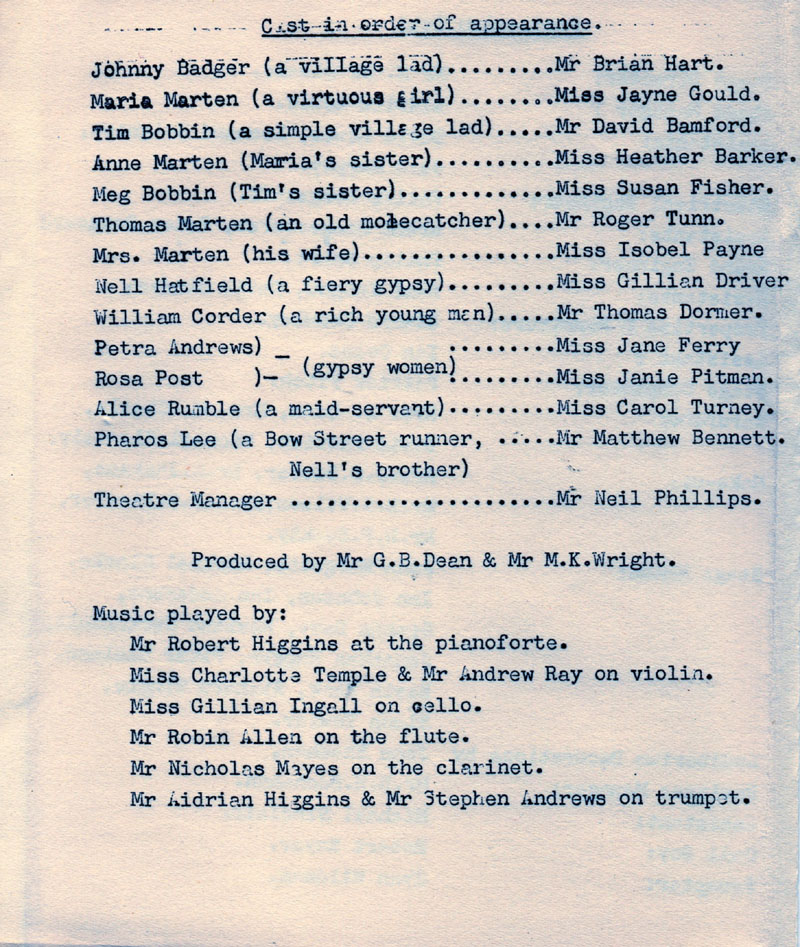 Cast in order of appearance.
Johnny Badger (a village lad).........Mr Brian Hart.
Maria Marten (a virtuous girl)........Miss Jayne Gould.
Tim Bobbin (a simple village lad).....Mr David Bamford.
Anne Marten (Maria's sister)..........Miss Heather Barker.
Meg Bobbin (Tim's sister).............Miss Susan Fisher.
Thomas Marten (an old molecatcher)....Mr Roger Tunn.
Mrs. Marten (his wife)................Miss Isobel Payne
Nell Hatfield (a fiery gypsy).........Miss Gillian Driver
William Corder (a rich young man).....Mr Thomas Dormer.
Petra Andrews) _ .........Miss Jane Ferry
(gypsy women)
Rosa Post )- .........Miss Janie Pitman.
Alice Rumble (a maid-servant).........Miss Carol Turney.
Pharos Lee (a Bow Street runner, .....Mr Matthew Bennett.
Nell's brother)
Theatre Manager ......................Mr Neil Phillips.
Produced by Mr G.B.Dean & Mr M.K.Wright.
Music played by:
Mr Robert Higgins at the pianoforte.
Miss Charlotte Temple & Mr Andrew Ray on violin.
Miss Gillian Ingall on cello.
Mr Robin Allen on the flute.
Mr Nicholas Mayes on the clarinet.
Mr Aidrian Higgins & Mr Stephen Andrews on trumpet.